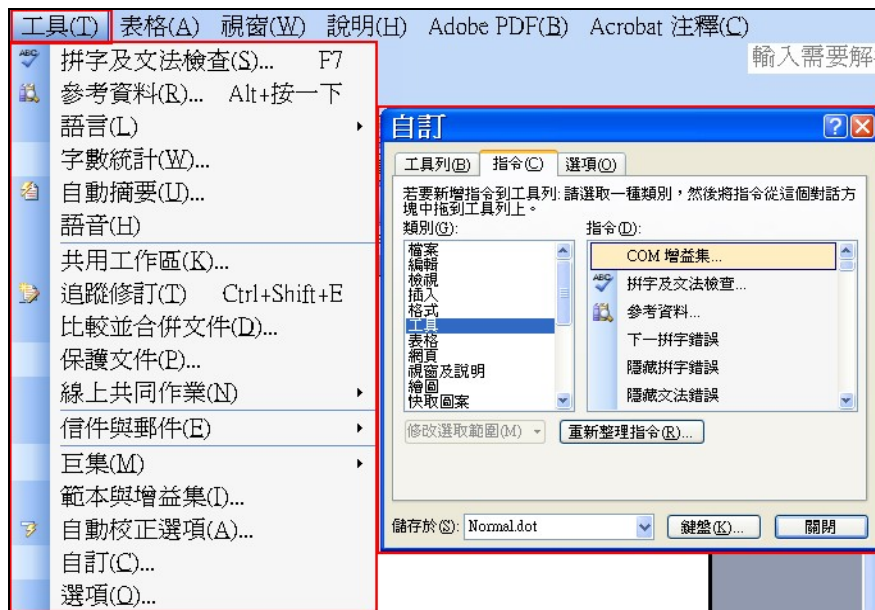 工具(T) 表格(A) 視窗(W) 說明(H) Adobe PDF(B) Acrobat 注釋(C)
輸入需要解
拼字及文法檢查(S)... F7
參考資料(R)... Alt+按一下
語言(L)
字數統計(W)...
自動摘要(U)...
語音(H)
共用工作區(K)...
追蹤修訂(T) Ctrl+Shift+E
比較並合併文件(D)...
保護文件(P)...
線上共同作業(N)
信件與郵件(E)
巨集(M)
範本與增益集(I)...
自動校正選項(A)...
自訂(C)...
選項(O)...
自訂
工具列(B) 指令(C) 選項(O)
若要新增指令到工具列: 請選取一種類別，然後將指令從這個對話方
塊中拖到工具列上。
類別(G):
檔案
編輯
檢視
插入
格式
工具
表格
網頁
視窗及說明
繪圖
快取圖案
指令(D):
COM 增益集...
ABC 拼字及文法檢查...
參考資料...
下一拼字錯誤
隱藏拼字錯誤
隱藏文法錯誤
修改選取範圍(M) 重新整理指令(R)...
儲存於(S): Normal.dot 鍵盤(K)... 關閉